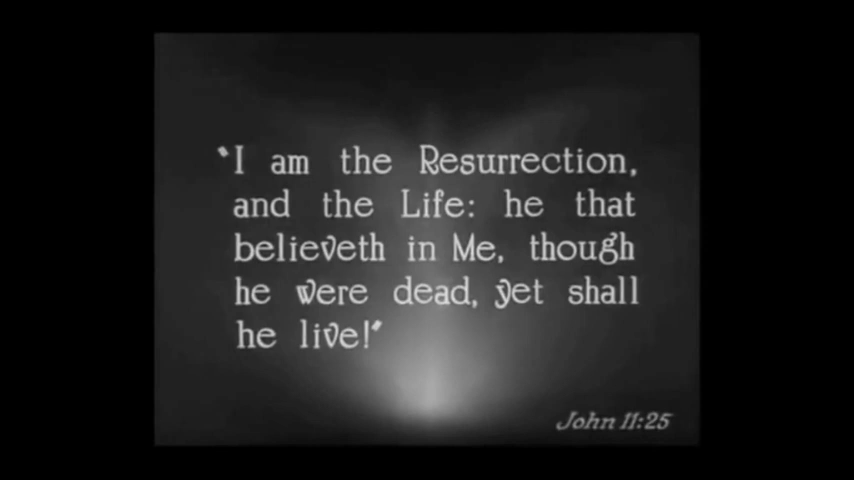 "I am the Resurrection,
and the Life: he that
believeth in Me, though
he were dead, yet shall
he live!"
John 11:25